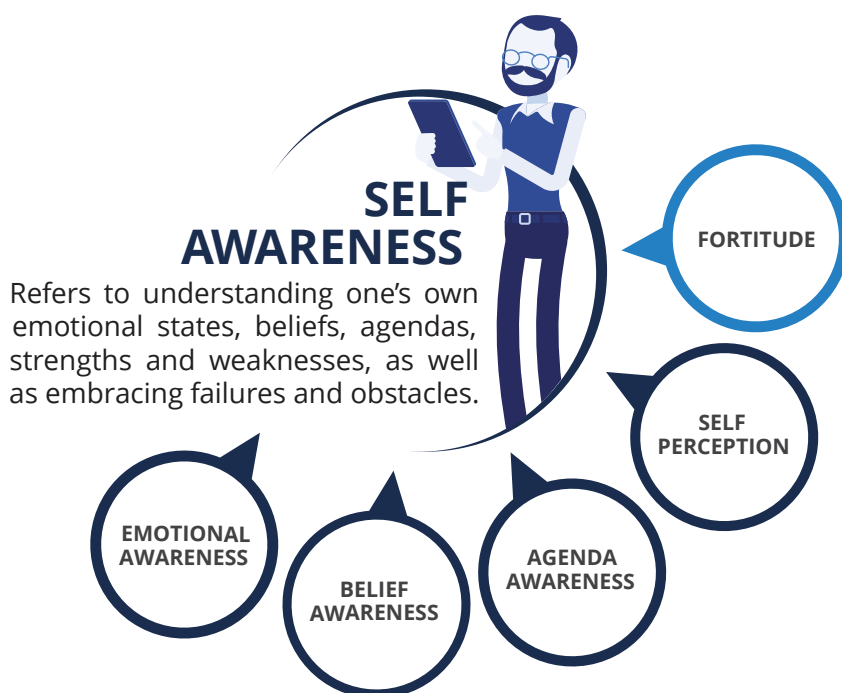 SELF
AWARENESS
Refers to understanding one’s own
emotional states, beliefs, agendas,
strengths and weaknesses, as well
as embracing failures and obstacles.
FORTITUDE
SELF
PERCEPTION
AGENDA
AWARENESS
BELIEF
AWARENESS
EMOTIONAL
AWARENESS